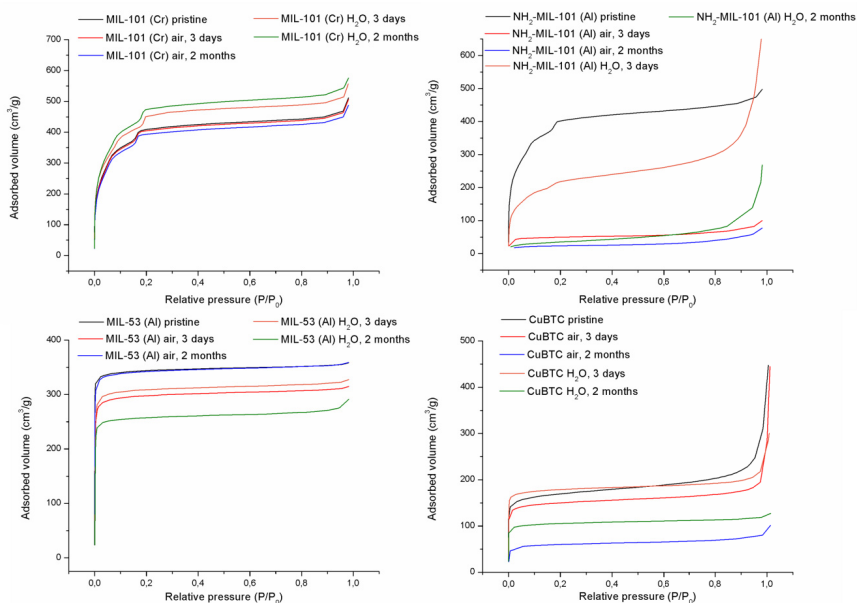 MIL-101 (Cr) pristine
MIL-101 (Cr) air, 3 days
MIL-101 (Cr) air, 2 months
MIL-101 (Cr) H₂O, 3 days
MIL-101 (Cr) H₂O, 2 months
Adsorbed volume (cm³/g)
700
600
500
400
300
200
100
0
0,0 0,2 0,4 0,6 0,8 1,0
Relative pressure (P/P₀)
NH₂-MIL-101 (Al) pristine
NH₂-MIL-101 (Al) air, 3 days
NH₂-MIL-101 (Al) air, 2 months
NH₂-MIL-101 (Al) H₂O, 3 days
NH₂-MIL-101 (Al) H₂O, 2 months
Adsorbed volume (cm³/g)
600
500
400
300
200
100
0
0,0 0,2 0,4 0,6 0,8 1,0
Relative pressure (P/P₀)
MIL-53 (Al) pristine
MIL-53 (Al) air, 3 days
MIL-53 (Al) air, 2 months
MIL-53 (Al) H₂O, 3 days
MIL-53 (Al) H₂O, 2 months
Adsorbed volume (cm³/g)
400
300
200
100
0
0,0 0,2 0,4 0,6 0,8 1,0
Relative pressure (P/P₀)
CuBTC pristine
CuBTC air, 3 days
CuBTC air, 2 months
CuBTC H₂O, 3 days
CuBTC H₂O, 2 months
Adsorbed volume (cm³/g)
500
400
300
200
100
0
0,0 0,2 0,4 0,6 0,8 1,0
Relative pressure (P/P₀)